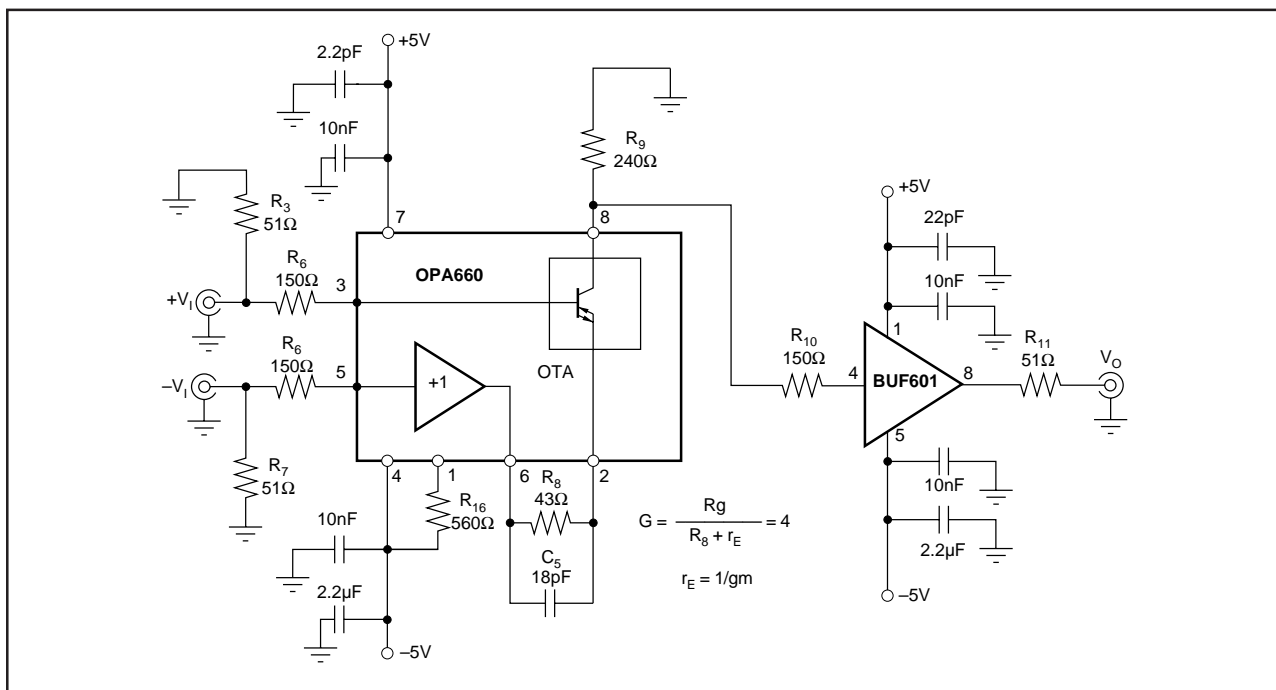 +5V
2.2pF
10nF
R9
240Ω
R3
51Ω
7
8
+5V
22pF
10nF
1
R6
150Ω
3
OPA660
+VI
R6
150Ω
5
–VI
+1
OTA
R10
150Ω
4
BUF601
8
R11
51Ω
VO
5
R7
51Ω
4
1
6
2
R8
43Ω
R16
560Ω
10nF
C5
18pF
2.2µF
–5V
G = Rg / R8 + rE = 4
rE = 1/gm
10nF
2.2µF
–5V